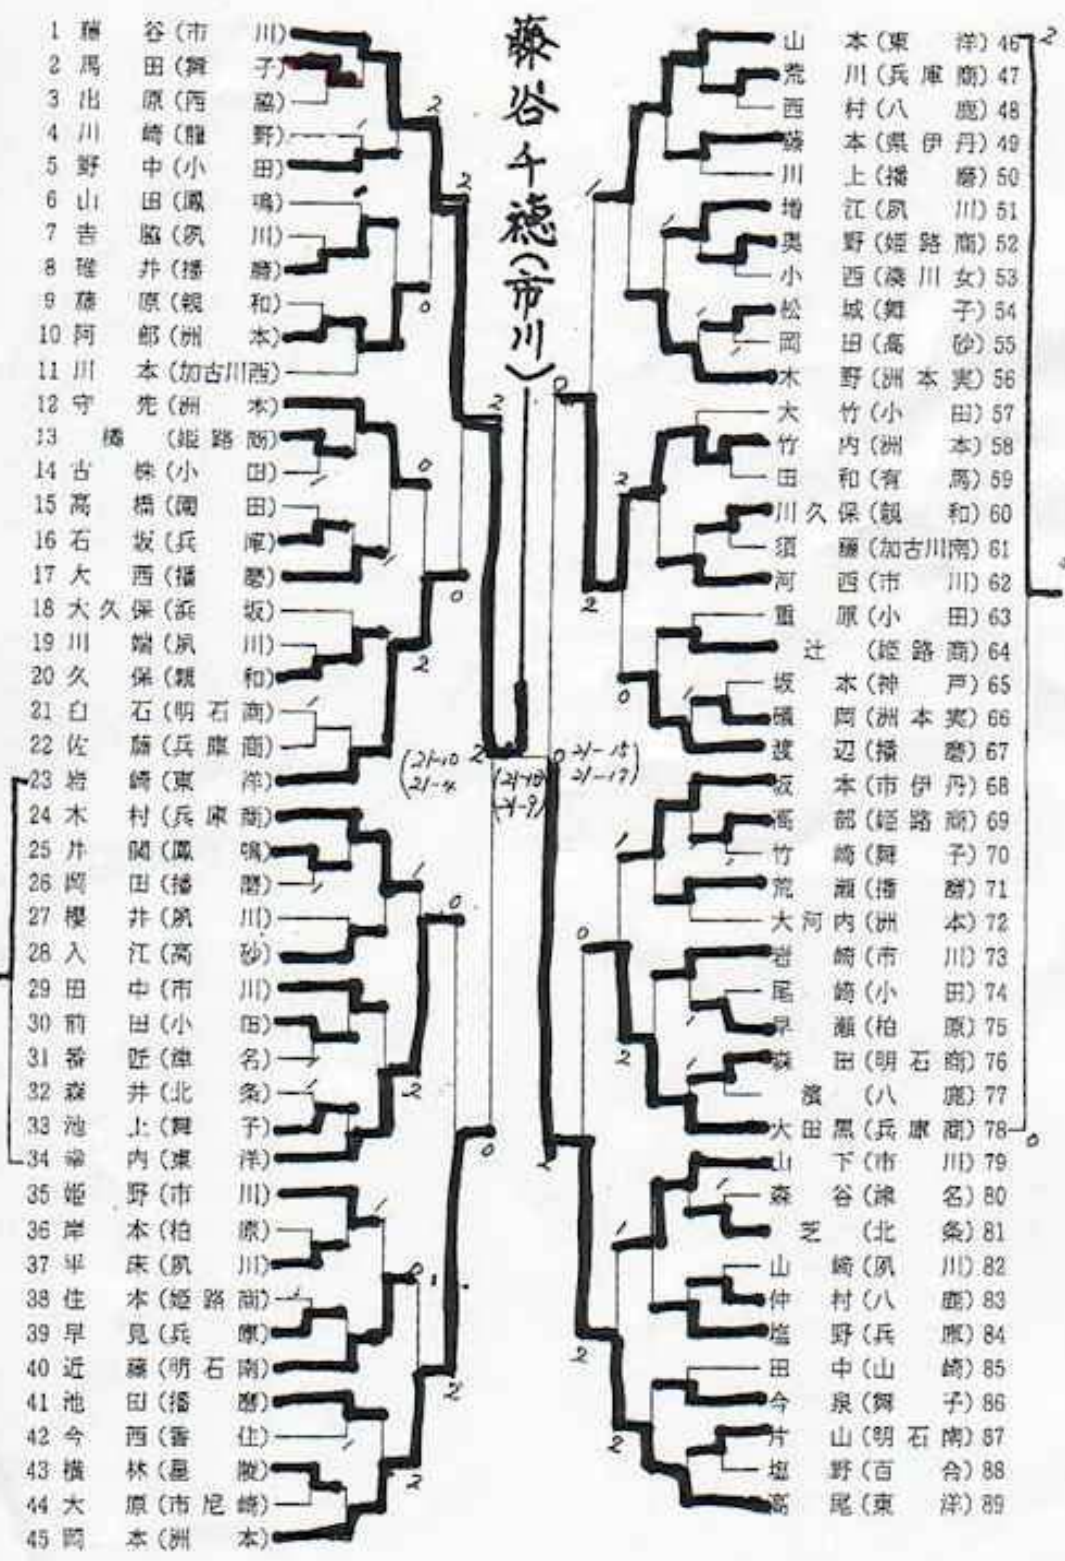 藤谷千穂(市川)
1 藤谷(市川)
2 馬田(舞子)
3 出原(西脇)
4 川崎(龍野)
5 野中(小田)
6 山田(鳳鳴)
7 吉脇(夙川)
8 碓井(播磨)
9 藤原(親和)
10 阿部(洲本)
11 川本(加古川西)
12 守先(洲本)
13 橘(姫路商)
14 古株(小田)
15 高橋(園田)
16 石坂(兵庫)
17 大西(播磨)
18 大久保(浜坂)
19 川端(夙川)
20 久保(親和)
21 白石(明石商)
22 佐藤(兵庫商)
23 岩崎(東洋)
24 木村(兵庫商)
25 井関(鳳鳴)
26 岡田(播磨)
27 櫻井(夙川)
28 入江(高砂)
29 田中(市川)
30 前田(小田)
31 番匠(津名)
32 森井(北条)
33 池上(舞子)
34 内(東洋)
35 姫野(市川)
36 岸本(柏原)
37 平床(夙川)
38 住本(姫路商)
39 早見(兵庫)
40 近藤(明石南)
41 池田(播磨)
42 今西(香住)
43 横林(星陵)
44 大原(市尼崎)
45 岡本(洲本)
(21-10
21-4
(21-10
21-9)
21-15)
21-17)
山本(東洋)46
荒川(兵庫商)47
西村(八鹿)48
藤本(県伊丹)49
川上(播磨)50
増江(夙川)51
奥野(姫路商)52
小西(湊川女)53
松城(舞子)54
岡田(高砂)55
木野(洲本実)56
大竹(小田)57
竹内(洲本)58
田和(有馬)59
川久保(親和)60
須藤(加古川南)61
河西(市川)62
重原(小田)63
辻(姫路商)64
坂本(神戸)65
礒岡(洲本実)66
渡辺(播磨)67
坂本(市伊丹)68
高部(姫路商)69
竹崎(舞子)70
荒瀬(播磨)71
大河内(洲本)72
岩崎(市川)73
尾崎(小田)74
早瀬(柏原)75
森田(明石商)76
濱(八鹿)77
大田黒(兵庫商)78
山下(市川)79
森谷(津名)80
芝(北条)81
山崎(夙川)82
仲村(八鹿)83
塩野(兵庫)84
田中(山崎)85
今泉(舞子)86
片山(明石南)87
塩野(百合)88
高尾(東洋)89